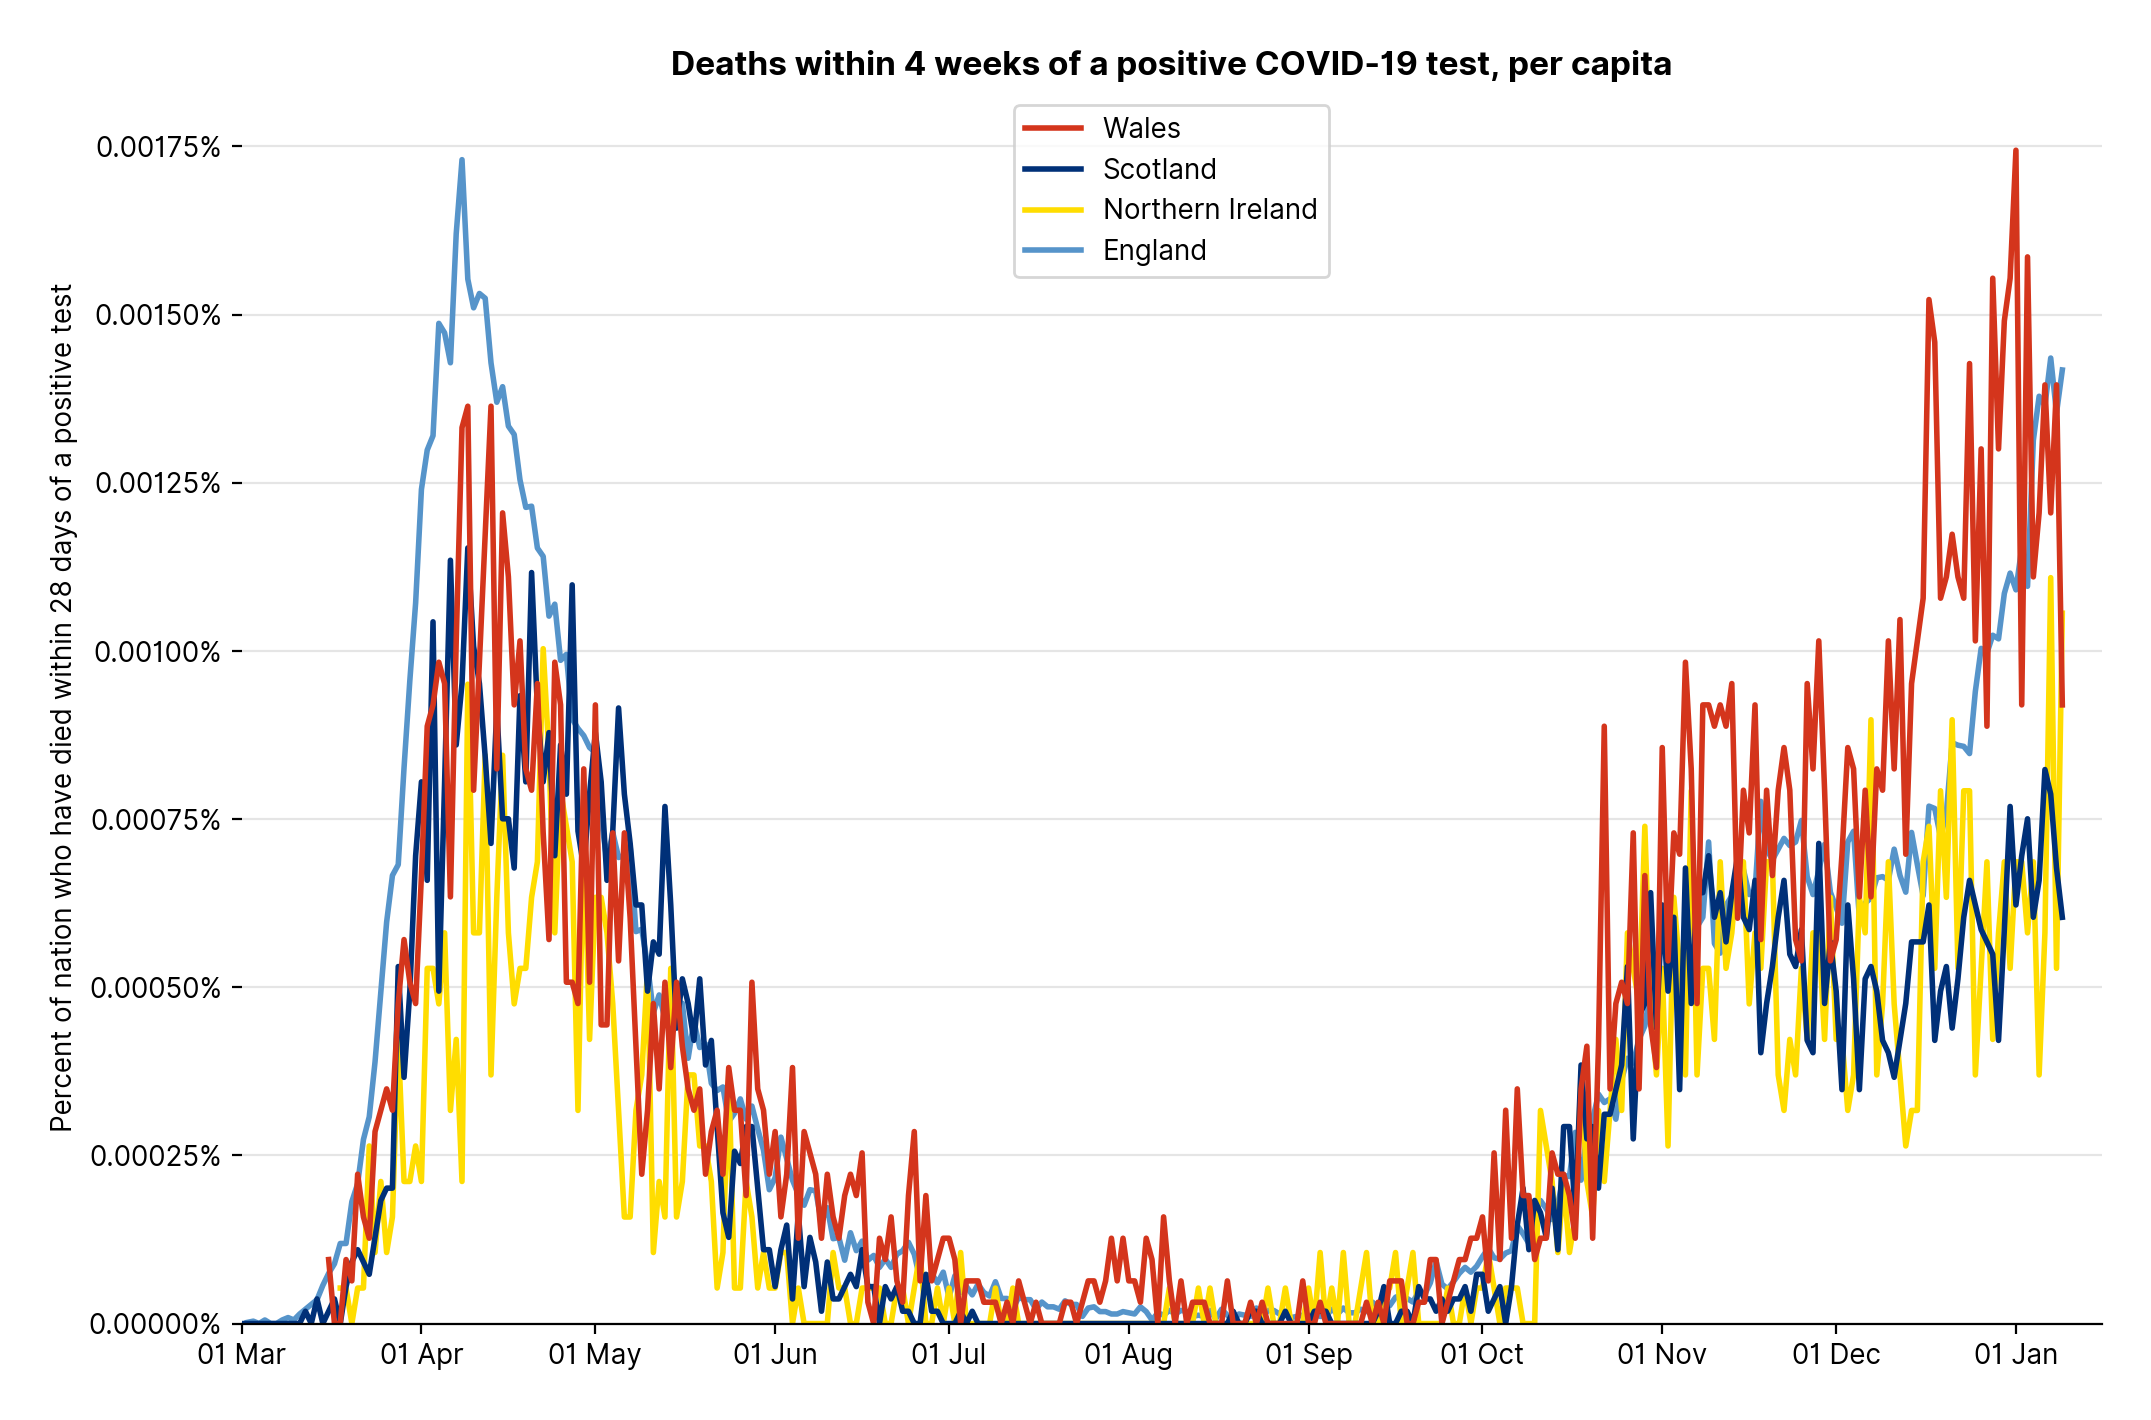 Deaths within 4 weeks of a positive COVID-19 test, per capita
Wales
Scotland
Northern Ireland
England
Percent of nation who have died within 28 days of a positive test
0.00175%
0.00150%
0.00125%
0.00100%
0.00075%
0.00050%
0.00025%
0.00000%
01 Mar 01 Apr 01 May 01 Jun 01 Jul 01 Aug 01 Sep 01 Oct 01 Nov 01 Dec 01 Jan